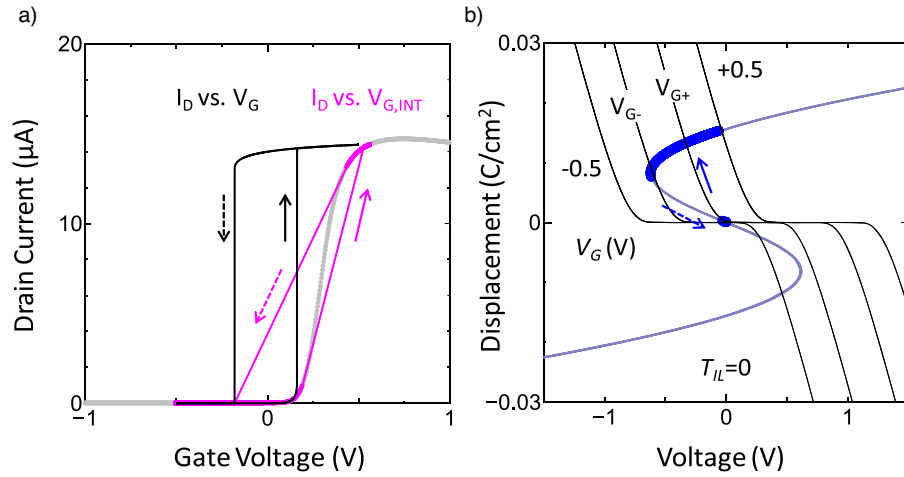 a)
20
10
0
−1
0
1
Drain Current (µA)
Gate Voltage (V)
I_D vs. V_G
I_D vs. V_G,INT
b)
0.03
0
−0.03
−1
0
1
Displacement (C/cm²)
Voltage (V)
+0.5
V_G+
V_G-
-0.5
V_G (V)
T_IL=0